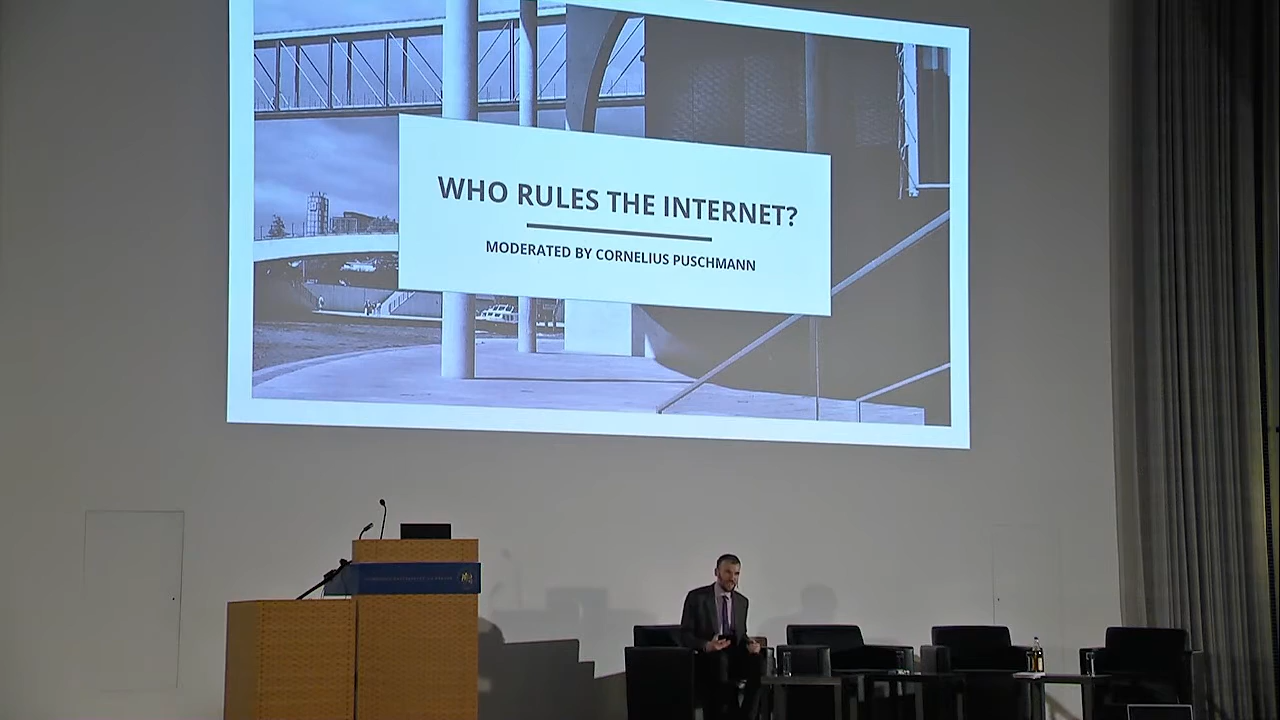 WHO RULES THE INTERNET?
MODERATED BY CORNELIUS PUSCHMANN